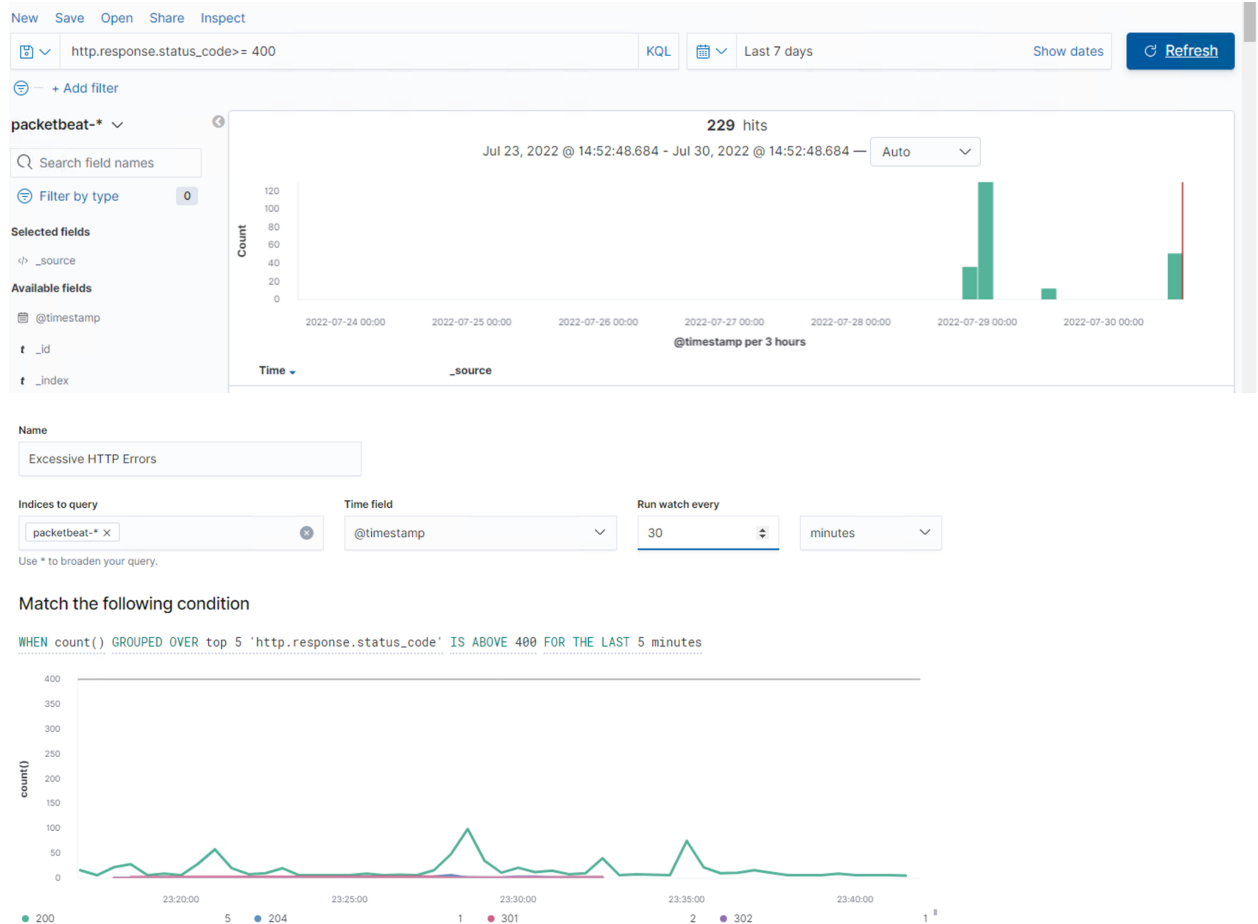 New Save Open Share Inspect
http.response.status_code>= 400 KQL Last 7 days Show dates Refresh
+ Add filter
packetbeat-*
Search field names
Filter by type 0
Selected fields
_source
Available fields
@timestamp
t _id
t _index
229 hits
Jul 23, 2022 @ 14:52:48.684 - Jul 30, 2022 @ 14:52:48.684 — Auto
Count
120
100
80
60
40
20
0
2022-07-24 00:00 2022-07-25 00:00 2022-07-26 00:00 2022-07-27 00:00 2022-07-28 00:00 2022-07-29 00:00 2022-07-30 00:00
@timestamp per 3 hours
Time _source
Name
Excessive HTTP Errors
Indices to query Time field Run watch every
packetbeat-* × @timestamp 30 minutes
Use * to broaden your query.
Match the following condition
WHEN count() GROUPED OVER top 5 'http.response.status_code' IS ABOVE 400 FOR THE LAST 5 minutes
count()
400
350
300
250
200
150
100
50
0
23:20:00 23:25:00 23:30:00 23:35:00 23:40:00
200 5 204 1 301 2 302 1